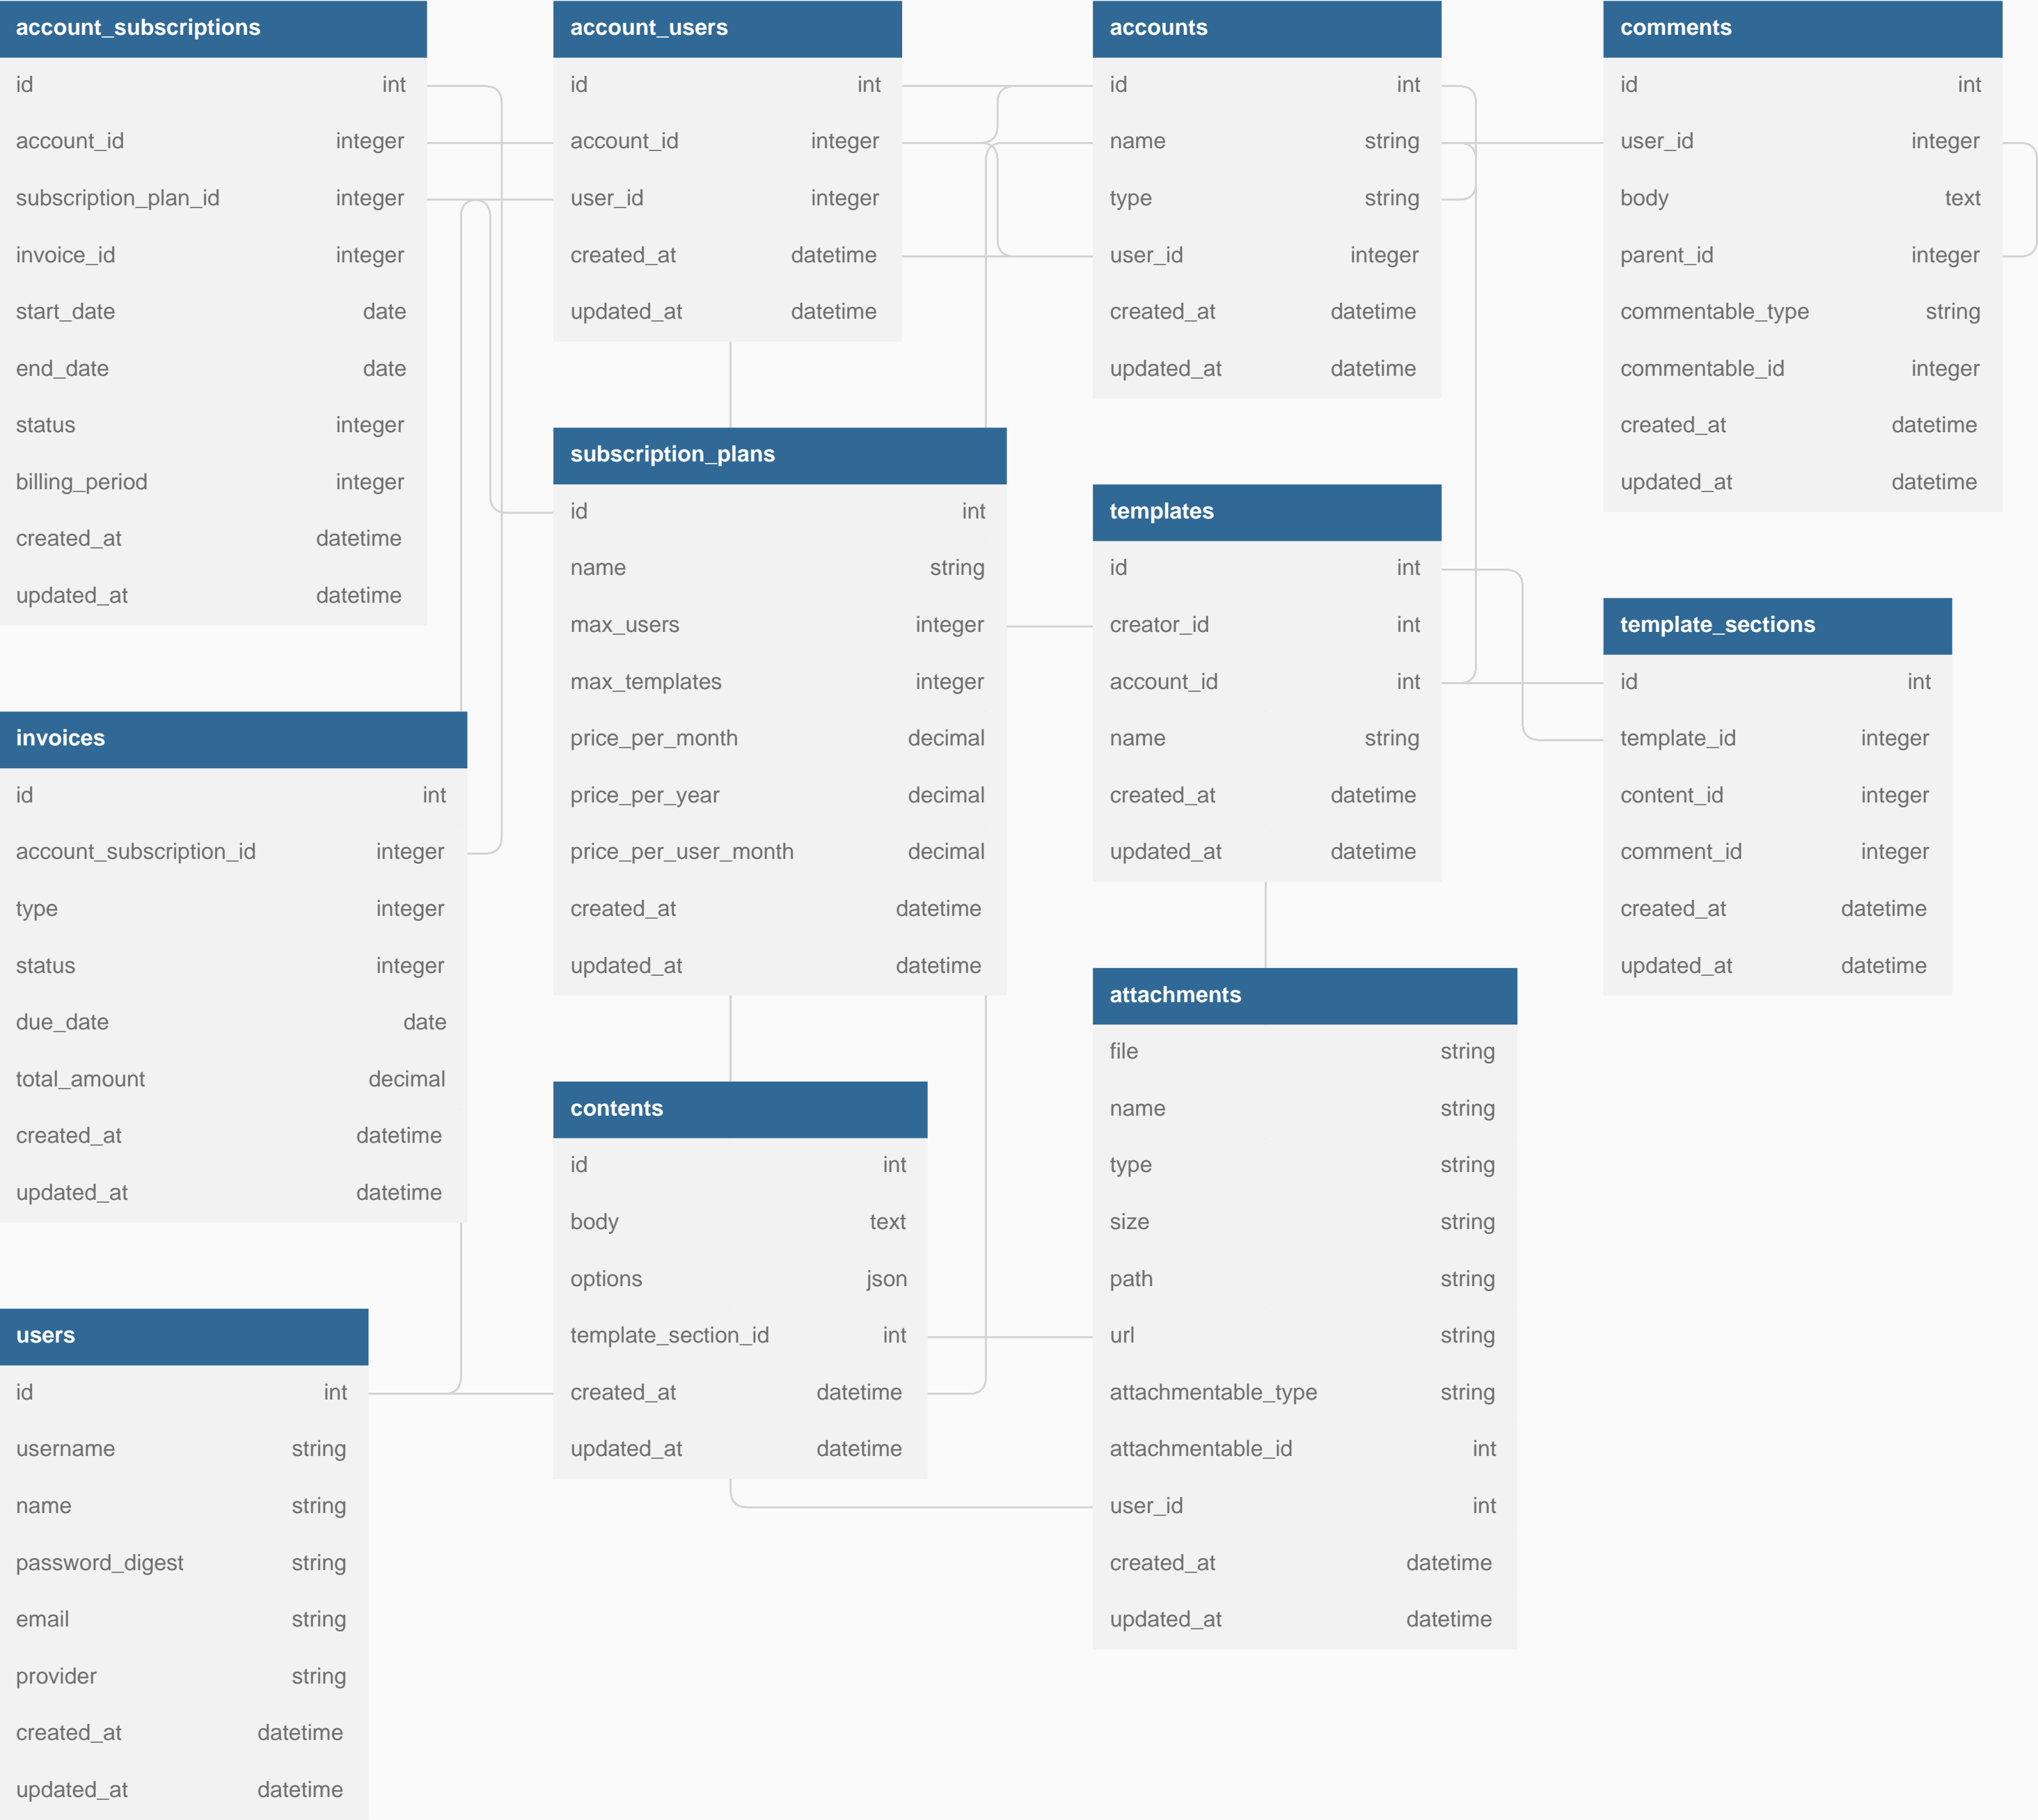 account_subscriptions
id int
account_id integer
subscription_plan_id integer
invoice_id integer
start_date date
end_date date
status integer
billing_period integer
created_at datetime
updated_at datetime
invoices
id int
account_subscription_id integer
type integer
status integer
due_date date
total_amount decimal
created_at datetime
updated_at datetime
users
id int
username string
name string
password_digest string
email string
provider string
created_at datetime
updated_at datetime
account_users
id int
account_id integer
user_id integer
created_at datetime
updated_at datetime
subscription_plans
id int
name string
max_users integer
max_templates integer
price_per_month decimal
price_per_year decimal
price_per_user_month decimal
created_at datetime
updated_at datetime
contents
id int
body text
options json
template_section_id int
created_at datetime
updated_at datetime
accounts
id int
name string
type string
user_id integer
created_at datetime
updated_at datetime
templates
id int
creator_id int
account_id int
name string
created_at datetime
updated_at datetime
attachments
file string
name string
type string
size string
path string
url string
attachmentable_type string
attachmentable_id int
user_id int
created_at datetime
updated_at datetime
comments
id int
user_id integer
body text
parent_id integer
commentable_type string
commentable_id integer
created_at datetime
updated_at datetime
template_sections
id int
template_id integer
content_id integer
comment_id integer
created_at datetime
updated_at datetime